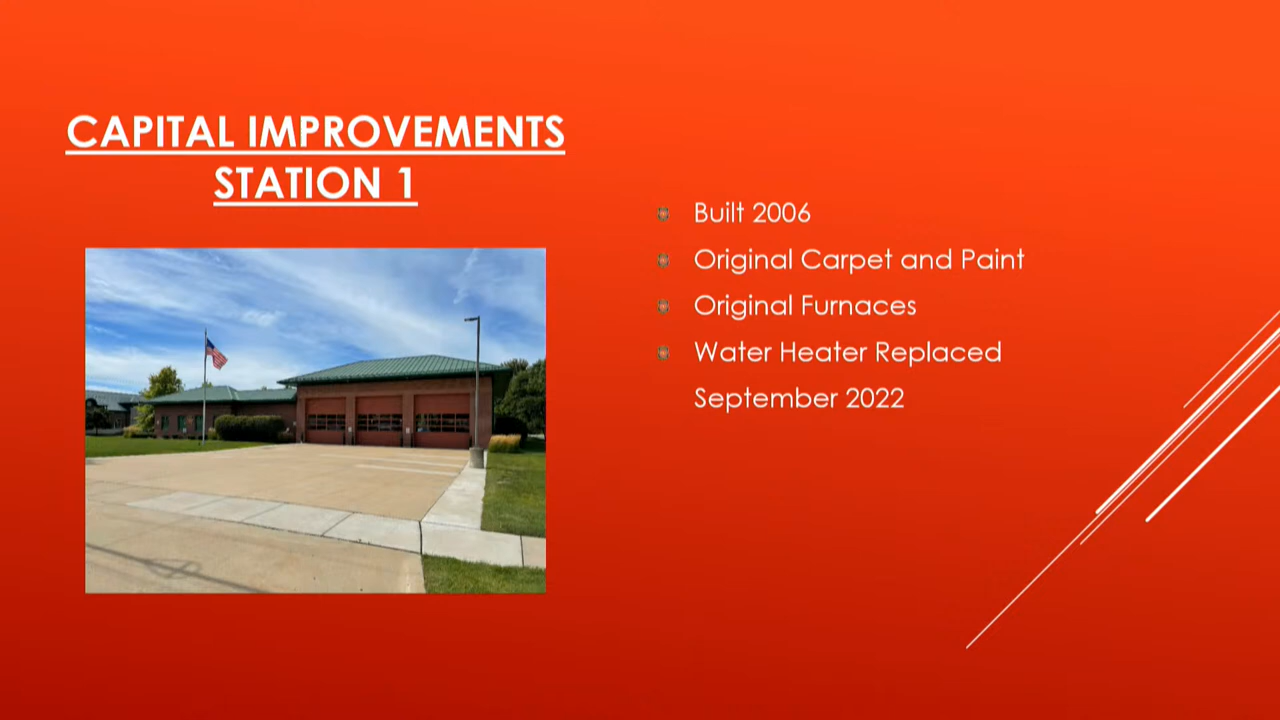 CAPITAL IMPROVEMENTS
STATION 1
Built 2006
Original Carpet and Paint
Original Furnaces
Water Heater Replaced
September 2022